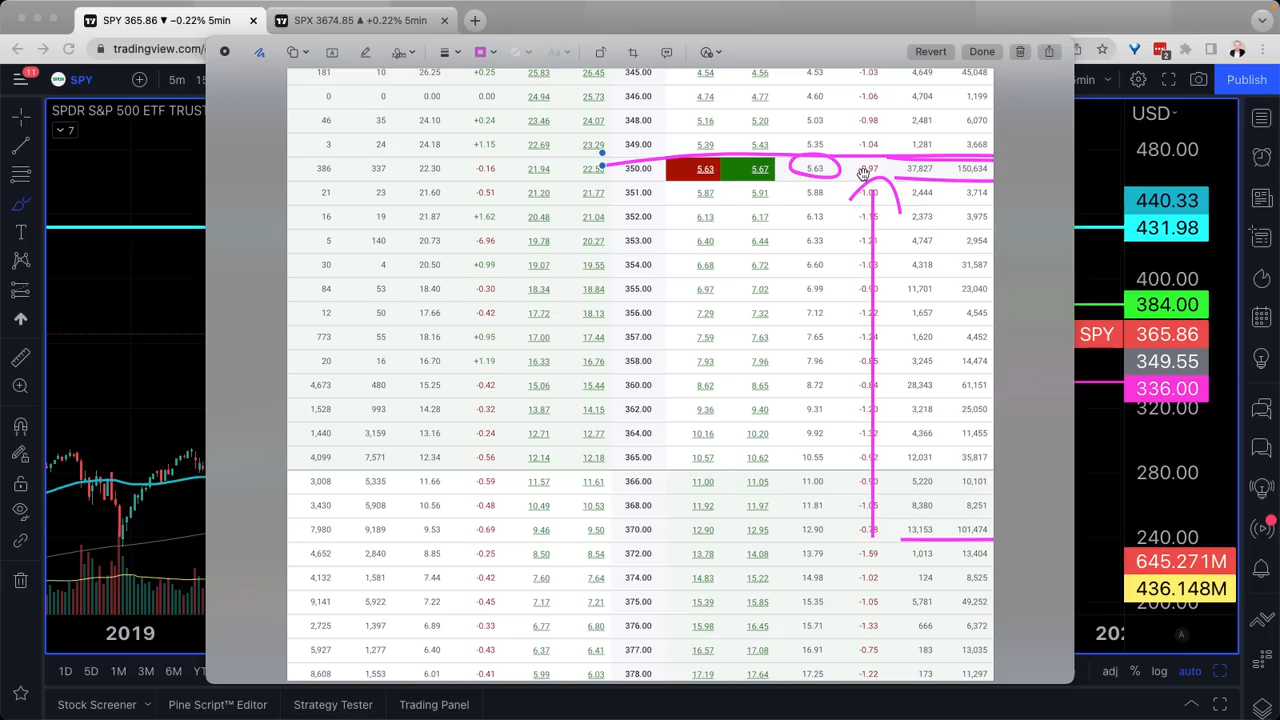 SPY 365.86 ▼ −0.22% 5min
SPX 3674.85 ▲ +0.22% 5min
tradingview.com/
Revert
Done
2
11
SPY
5m
min
Publish
SPDR S&P 500 ETF TRUST
7
USD
181 10 26.25 +0.25 25.83 26.45 345.00 4.54 4.56 4.53 -1.03 4,649 45,048
0 0 0.00 0.00 24.94 25.73 346.00 4.74 4.77 4.60 -1.06 4,704 1,199
46 35 24.10 +0.24 23.46 24.07 348.00 5.16 5.20 5.03 -0.98 2,481 6,070
3 24 24.18 +1.15 22.69 23.29 349.00 5.39 5.43 5.35 -1.04 1,281 3,668
386 337 22.30 -0.16 21.94 350.00 5.63 5.67 5.63 37,827 150,634
21 23 21.60 -0.51 21.20 21.77 351.00 5.87 5.91 5.88 2,444 3,714
16 19 21.87 +1.62 20.48 21.04 352.00 6.13 6.17 6.13 2,373 3,975
5 140 20.73 -6.96 19.78 20.27 353.00 6.40 6.44 6.33 4,747 2,954
30 4 20.50 +0.99 19.07 19.55 354.00 6.68 6.72 6.60 4,318 31,587
84 53 18.40 -0.30 18.34 18.84 355.00 6.97 7.02 6.99 11,701 23,040
12 50 17.66 -0.42 17.72 18.13 356.00 7.29 7.32 7.12 1,657 4,545
773 55 18.16 +0.95 17.00 17.44 357.00 7.59 7.63 7.65 1,620 4,452
20 16 16.70 +1.19 16.33 16.76 358.00 7.93 7.96 7.96 3,245 14,474
4,673 480 15.25 -0.42 15.06 15.44 360.00 8.62 8.65 8.72 28,343 61,151
1,528 993 14.28 -0.32 13.87 14.15 362.00 9.36 9.40 9.31 3,218 25,050
1,440 3,159 13.16 -0.24 12.71 12.77 364.00 10.16 10.20 9.92 4,366 11,455
4,099 7,571 12.34 -0.56 12.14 12.18 365.00 10.57 10.62 10.55 12,031 35,817
3,008 5,335 11.66 -0.59 11.57 11.61 366.00 11.00 11.05 11.00 5,220 10,101
3,430 5,908 10.56 -0.48 10.49 10.53 368.00 11.92 11.97 11.81 8,380 8,251
7,980 9,189 9.53 -0.69 9.46 9.50 370.00 12.90 12.95 12.90 13,153 101,474
4,652 2,840 8.85 -0.25 8.50 8.54 372.00 13.78 14.08 13.79 -1.59 1,013 13,404
4,132 1,581 7.44 -0.42 7.60 7.64 374.00 14.83 15.22 14.98 -1.02 124 8,525
9,141 5,922 7.22 -0.45 7.17 7.21 375.00 15.39 15.85 15.35 -1.05 5,781 49,252
2,725 1,397 6.89 -0.33 6.77 6.80 376.00 15.98 16.45 15.71 -1.33 666 6,372
5,927 1,277 6.40 -0.43 6.37 6.41 377.00 16.57 17.08 16.91 -0.75 183 13,035
8,608 1,553 6.01 -0.41 5.99 6.03 378.00 17.19 17.64 17.25 -1.22 173 11,297
480.00
440.33
431.98
400.00
384.00
SPY 365.86
349.55
336.00
320.00
280.00
240.00
645.271M
436.148M
200.00
2019
A
1D 5D 1M 3M 6M
adj % log auto
Stock Screener
Pine Script™ Editor
Strategy Tester
Trading Panel